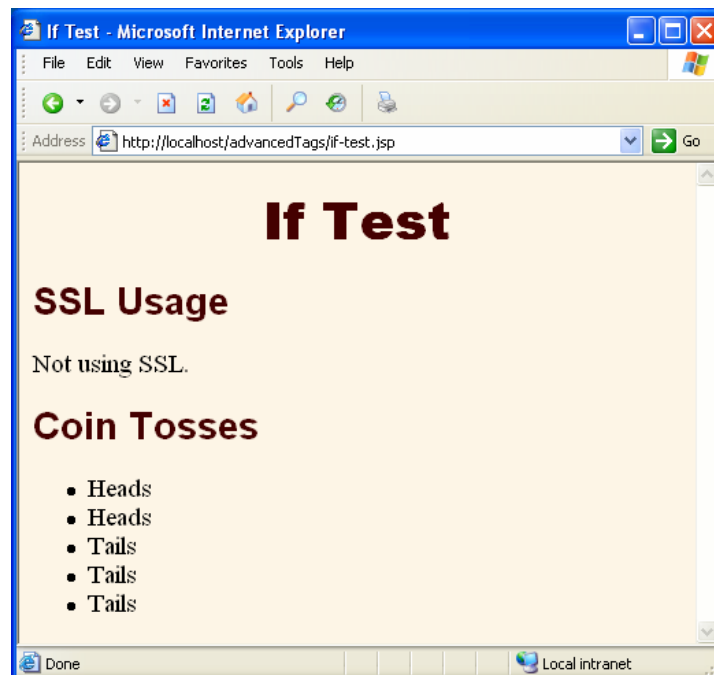 If Test - Microsoft Internet Explorer
File Edit View Favorites Tools Help
Address http://localhost/advancedTags/if-test.jsp Go
If Test
SSL Usage
Not using SSL.
Coin Tosses
Heads
Heads
Tails
Tails
Tails
Done Local intranet